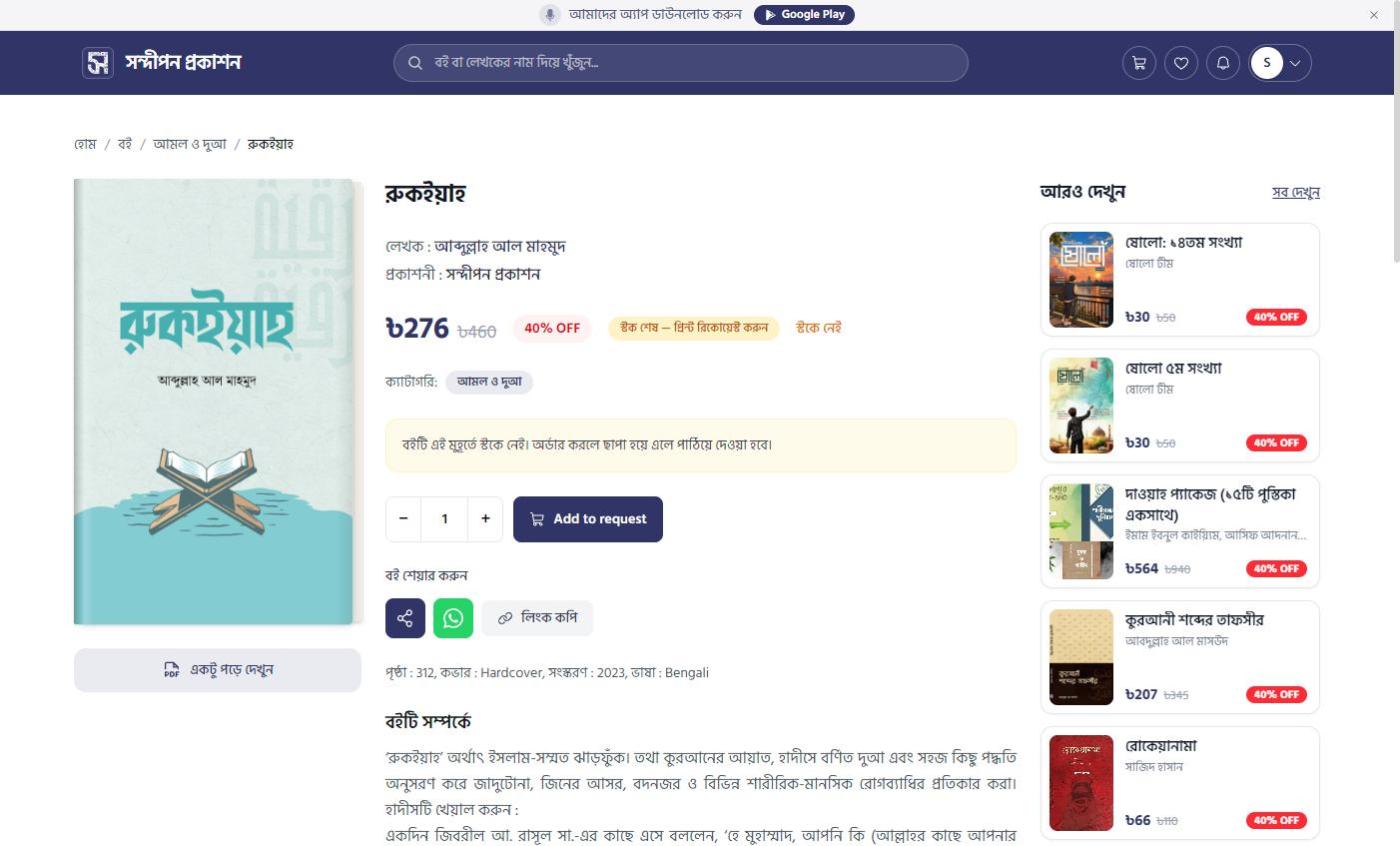 আমাদের অ্যাপ ডাউনলোড করুন Google Play
সন্দীপন প্রকাশন
বই বা লেখকের নাম দিয়ে খুঁজুন...
S
হোম / বই / আমল ও দুআ / রুকইয়াহ
রুকইয়াহ
আব্দুল্লাহ আল মাহমুদ
PDF একটু পড়ে দেখুন
রুকইয়াহ
লেখক : আব্দুল্লাহ আল মাহমুদ
প্রকাশনী : সন্দীপন প্রকাশন
৳276 ৳460 40% OFF স্টক শেষ — প্রিন্ট রিকোয়েস্ট করুন স্টকে নেই
ক্যাটাগরি: আমল ও দুআ
বইটি এই মুহূর্তে স্টকে নেই। অর্ডার করলে ছাপা হয়ে এলে পাঠিয়ে দেওয়া হবে।
− 1 + Add to request
বই শেয়ার করুন
লিংক কপি
পৃষ্ঠা : 312, কভার : Hardcover, সংস্করণ : 2023, ভাষা : Bengali
বইটি সম্পর্কে
‘রুকইয়াহ’ অর্থাৎ ইসলাম-সম্মত ঝাড়ফুঁক। তথা কুরআনের আয়াত, হাদীসে বর্ণিত দুআ এবং সহজ কিছু পদ্ধতি
অনুসরণ করে জাদুটোনা, জিনের আসর, বদনজর ও বিভিন্ন শারীরিক-মানসিক রোগব্যাধির প্রতিকার করা।
হাদীসটি খেয়াল করুন :
একদিন জিবরীল আ. রাসূল সা.-এর কাছে এসে বললেন, ‘হে মুহাম্মাদ, আপনি কি (আল্লাহর কাছে আপনার
আরও দেখুন সব দেখুন
ষোলো
ষোলো: ১৪তম সংখ্যা
ষোলো টীম
৳30 ৳50 40% OFF
ষোলো
ষোলো ৫ম সংখ্যা
ষোলো টীম
৳30 ৳50 40% OFF
দাওয়াহ প্যাকেজ (১৫টি পুস্তিকা
একসাথে)
ইমাম ইবনুল কাইয়িম, আসিফ আদনান...
৳564 ৳940 40% OFF
কুরআনী
শব্দের তাফসীর
কুরআনী শব্দের তাফসীর
আবদুল্লাহ আল মাসউদ
৳207 ৳345 40% OFF
রোকেয়ানামা
সাজিদ হাসান
৳66 ৳110 40% OFF